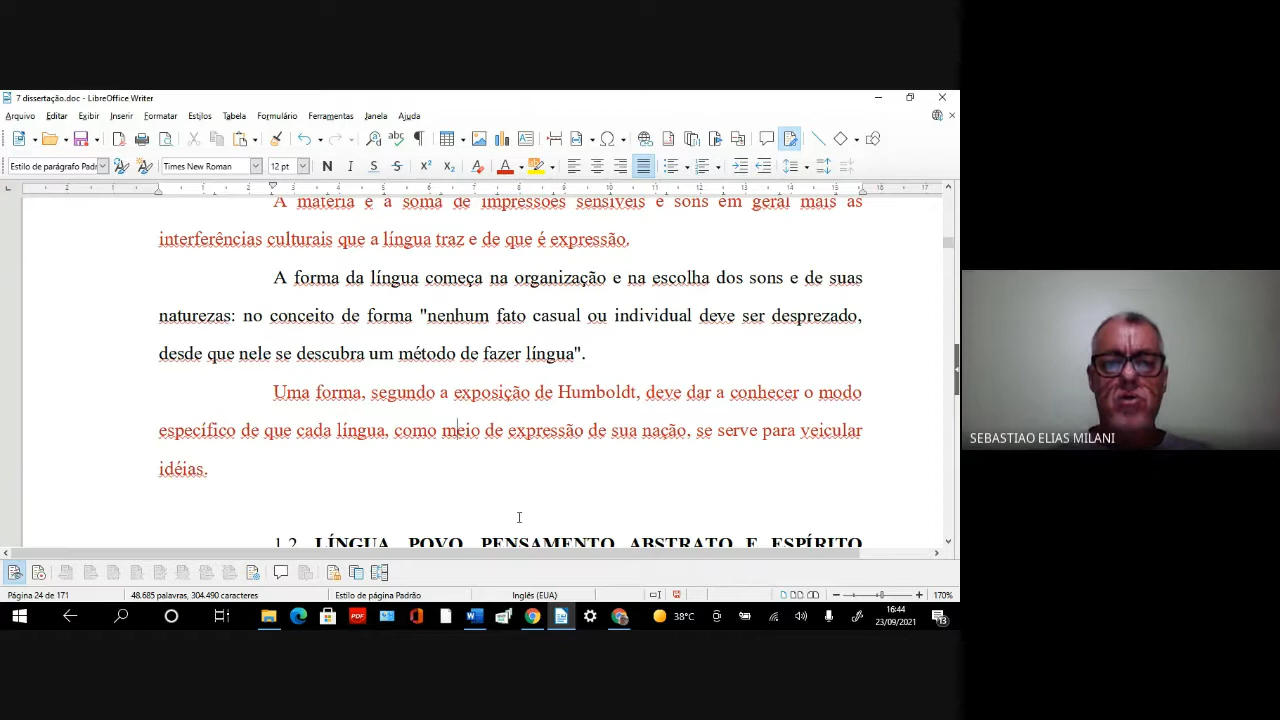 7 dissertação.doc - LibreOffice Writer
Arquivo Editar Exibir Inserir Formatar Estilos Tabela Formulário Ferramentas Janela Ajuda
Estilo de parágrafo Padr Times New Roman 12 pt
A matéria é a soma de impressões sensíveis e sons em geral mais as
interferências culturais que a língua traz e de que é expressão.
A forma da língua começa na organização e na escolha dos sons e de suas
naturezas: no conceito de forma "nenhum fato casual ou individual deve ser desprezado,
desde que nele se descubra um método de fazer língua".
Uma forma, segundo a exposição de Humboldt, deve dar a conhecer o modo
específico de que cada língua, como meio de expressão de sua nação, se serve para veicular
idéias.
1.2. LÍNGUA, POVO, PENSAMENTO ABSTRATO E ESPÍRITO
SEBASTIAO ELIAS MILANI
Página 24 de 171 48.685 palavras, 304.490 caracteres Estilo de página Padrão Inglês (EUA) 170%
38°C 16:44
23/09/2021 13